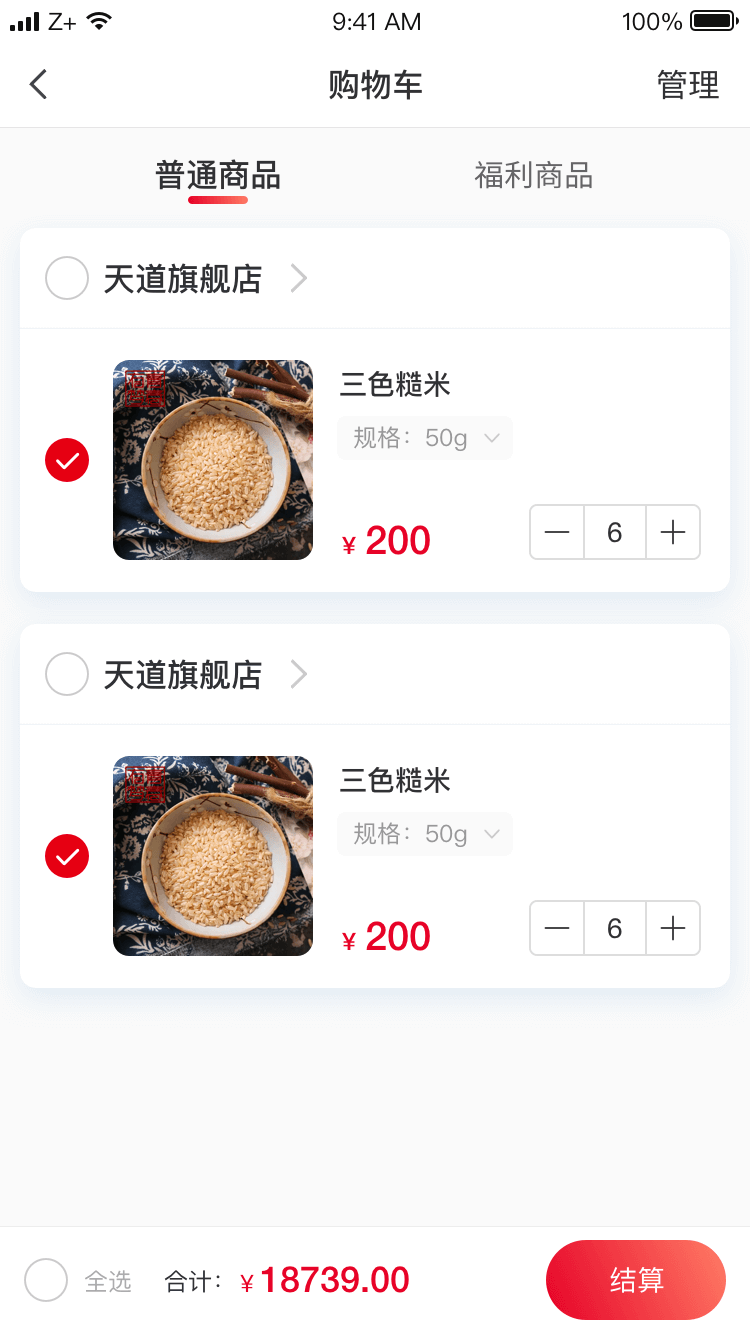 Z+ 9:41 AM 100%
购物车 管理
普通商品 福利商品
天道旗舰店
三色糙米
规格：50g
¥ 200 6
天道旗舰店
三色糙米
规格：50g
¥ 200 6
全选 合计：¥ 18739.00 结算